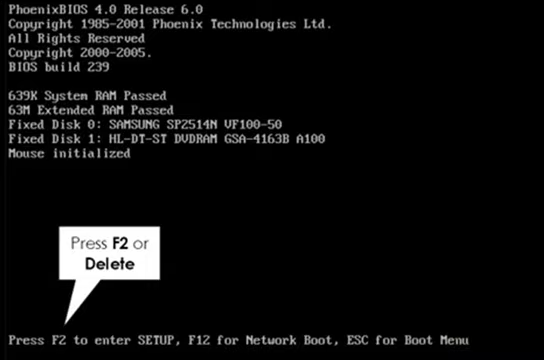 PhoenixBIOS 4.0 Release 6.0
Copyright 1985-2001 Phoenix Technologies Ltd.
All Rights Reserved
Copyright 2000-2005.
BIOS build 239
639K System RAM Passed
63M Extended RAM Passed
Fixed Disk 0: SAMSUNG SP2514N VF100-50
Fixed Disk 1: HL-DT-ST DVDRAM GSA-4163B A100
Mouse initialized
Press F2 or
Delete
Press F2 to enter SETUP, F12 for Network Boot, ESC for Boot Menu